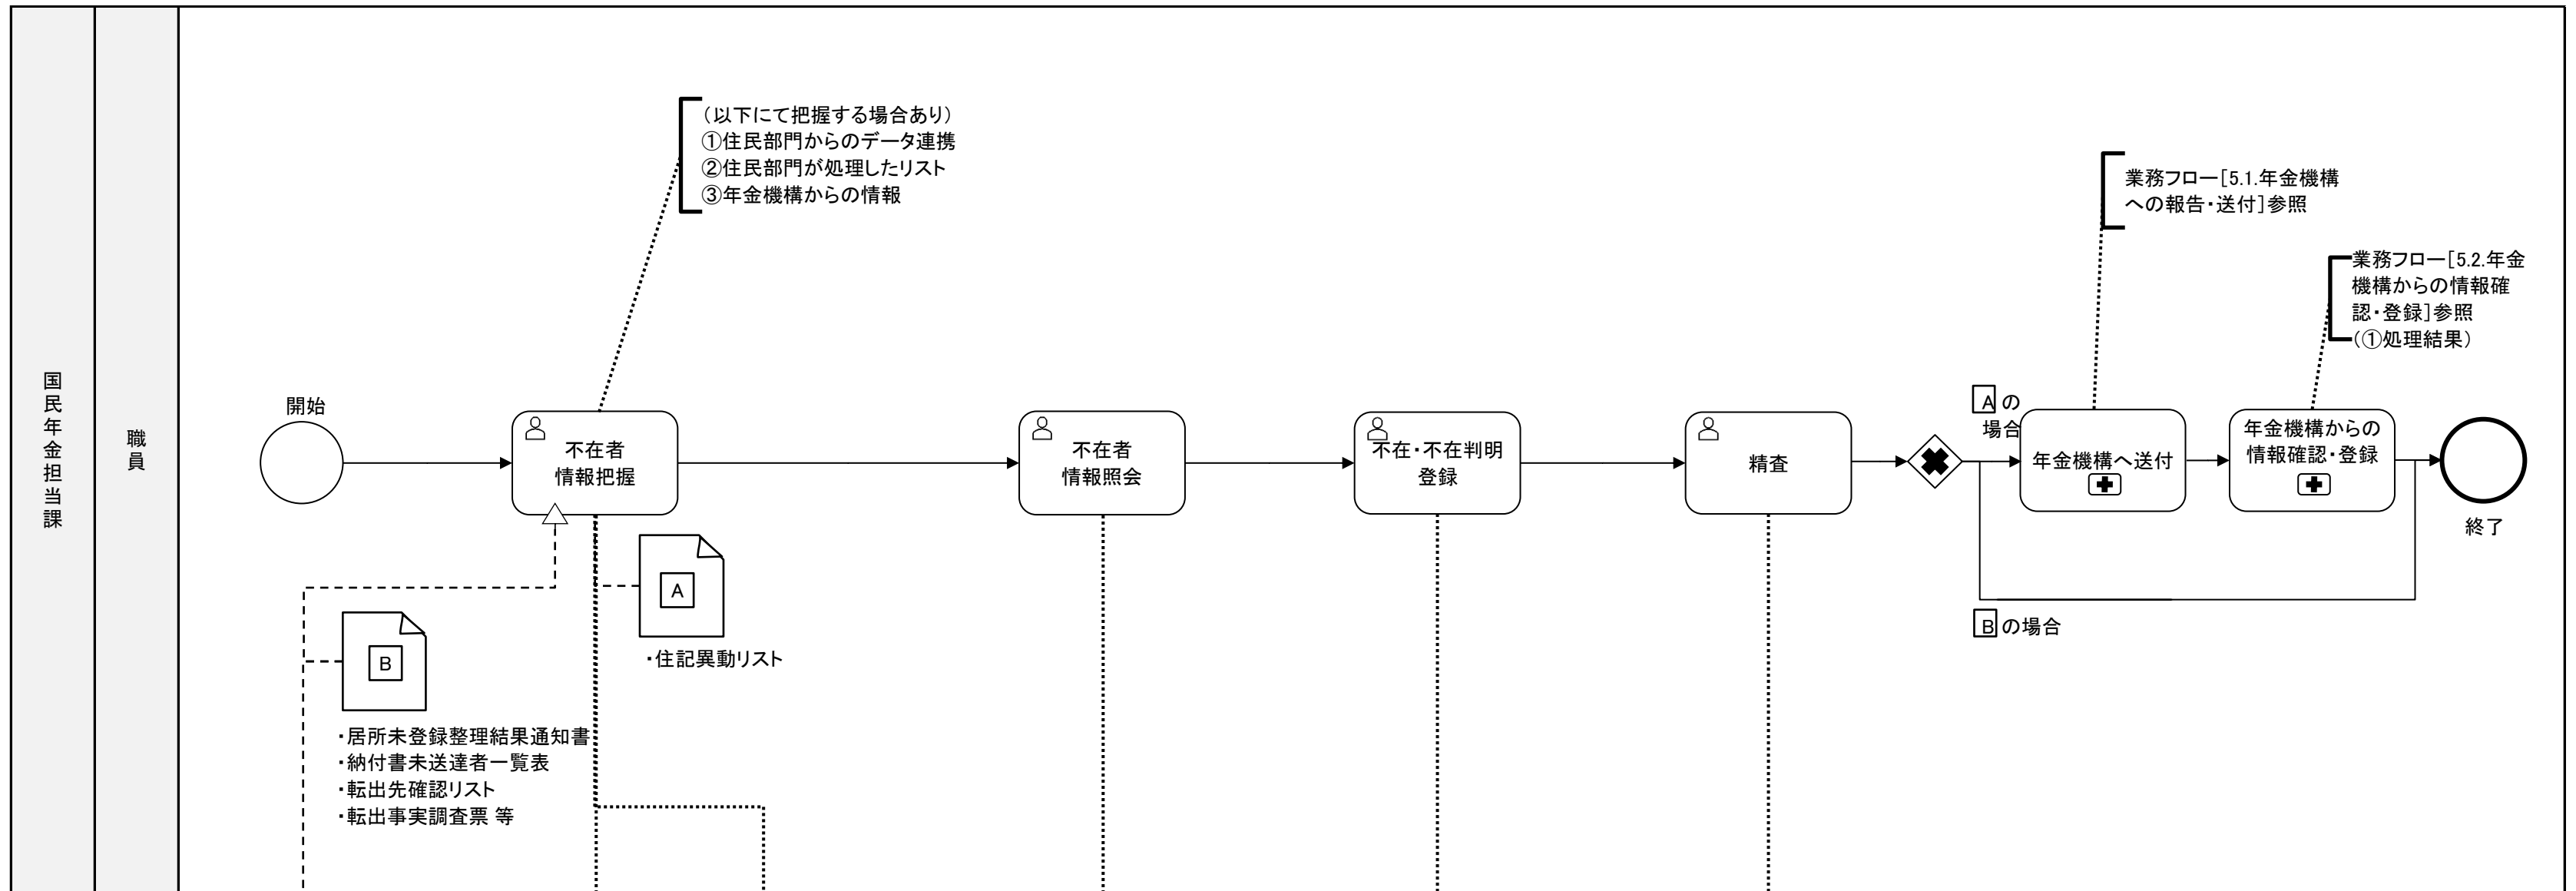 国民年金担当課
職員
(以下にて把握する場合あり)
①住民部門からのデータ連携
②住民部門が処理したリスト
③年金機構からの情報
業務フロー[5.1.年金機構
への報告・送付]参照
業務フロー[5.2.年金
機構からの情報確
認・登録]参照
(①処理結果)
開始
不在者
情報把握
不在者
情報照会
不在・不在判明
登録
精査
Aの
場合
年金機構へ送付
年金機構からの
情報確認・登録
終了
A
・住記異動リスト
B
・居所未登録整理結果通知書
・納付書未送達者一覧表
・転出先確認リスト
・転出事実調査票 等
Bの場合